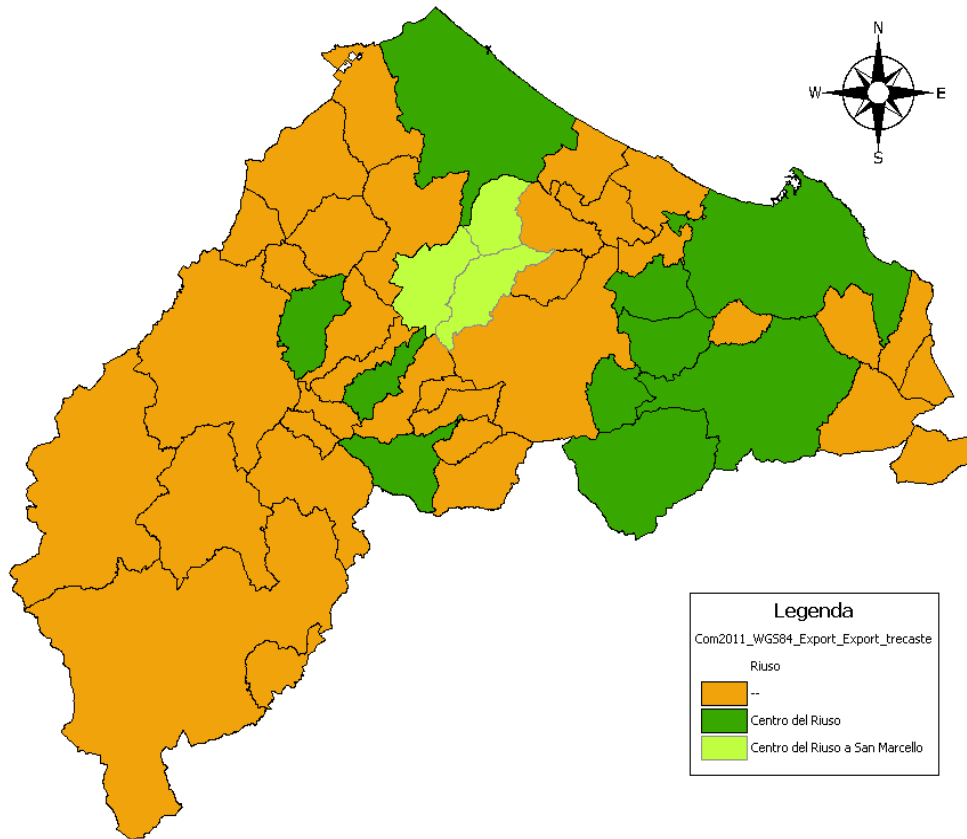 N
W
E
S
Legenda
Com2011_WGS84_Export_Export_trecaste
Riuso
--
Centro del Riuso
Centro del Riuso a San Marcello